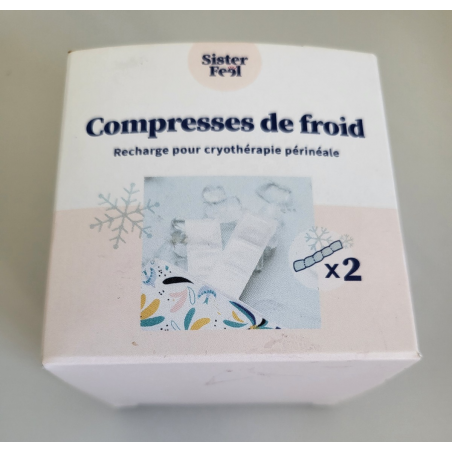 Sister
Feel
Compresses de froid
Recharge pour cryothérapie périnéale
x2